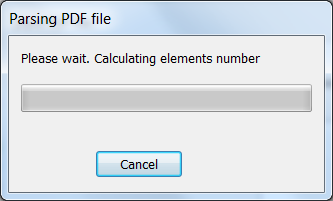 Parsing PDF file
Please wait. Calculating elements number
Cancel